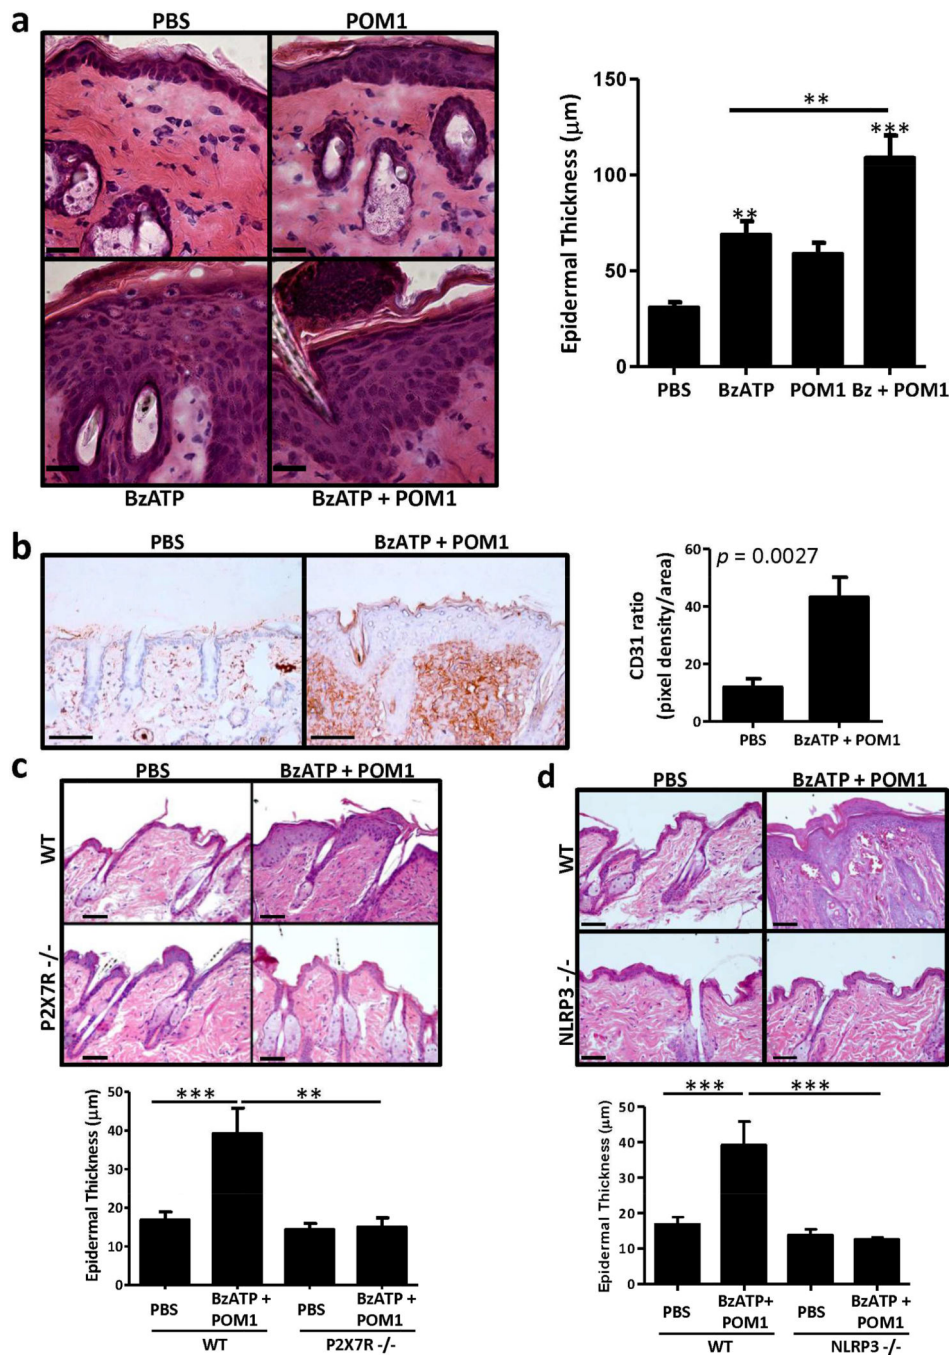 a
PBS
POM1
BzATP
BzATP + POM1
Epidermal Thickness (μm)
150
100
50
0
**
***
**
PBS
BzATP
POM1
Bz + POM1
b
PBS
BzATP + POM1
CD31 ratio
(pixel density/area)
p = 0.0027
60
40
20
0
PBS
BzATP + POM1
c
PBS
BzATP + POM1
WT
P2X7R -/-
Epidermal Thickness (μm)
50
40
30
20
10
0
***
**
PBS
BzATP +
POM1
PBS
BzATP +
POM1
WT
P2X7R -/-
d
PBS
BzATP + POM1
WT
NLRP3 -/-
Epidermal Thickness (μm)
50
40
30
20
10
0
***
***
PBS
BzATP+
POM1
PBS
BzATP +
POM1
WT
NLRP3 -/-